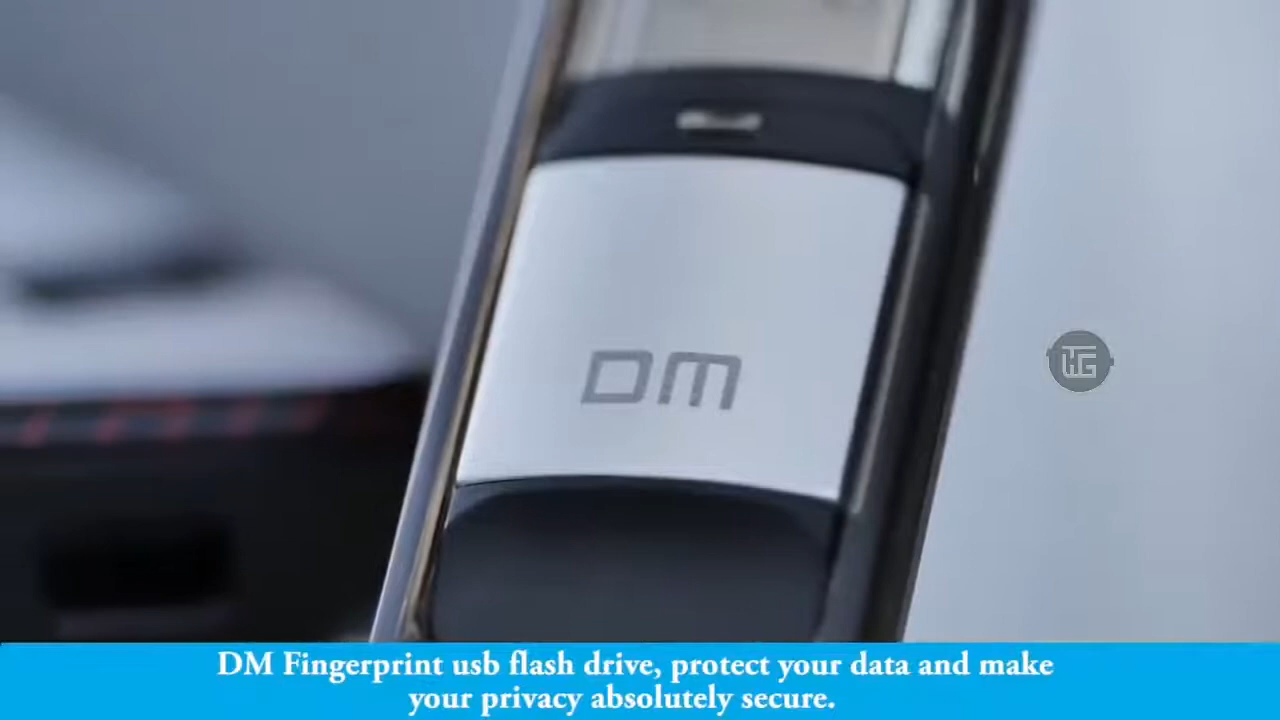 DM
DM Fingerprint usb flash drive, protect your data and make
your privacy absolutely secure.